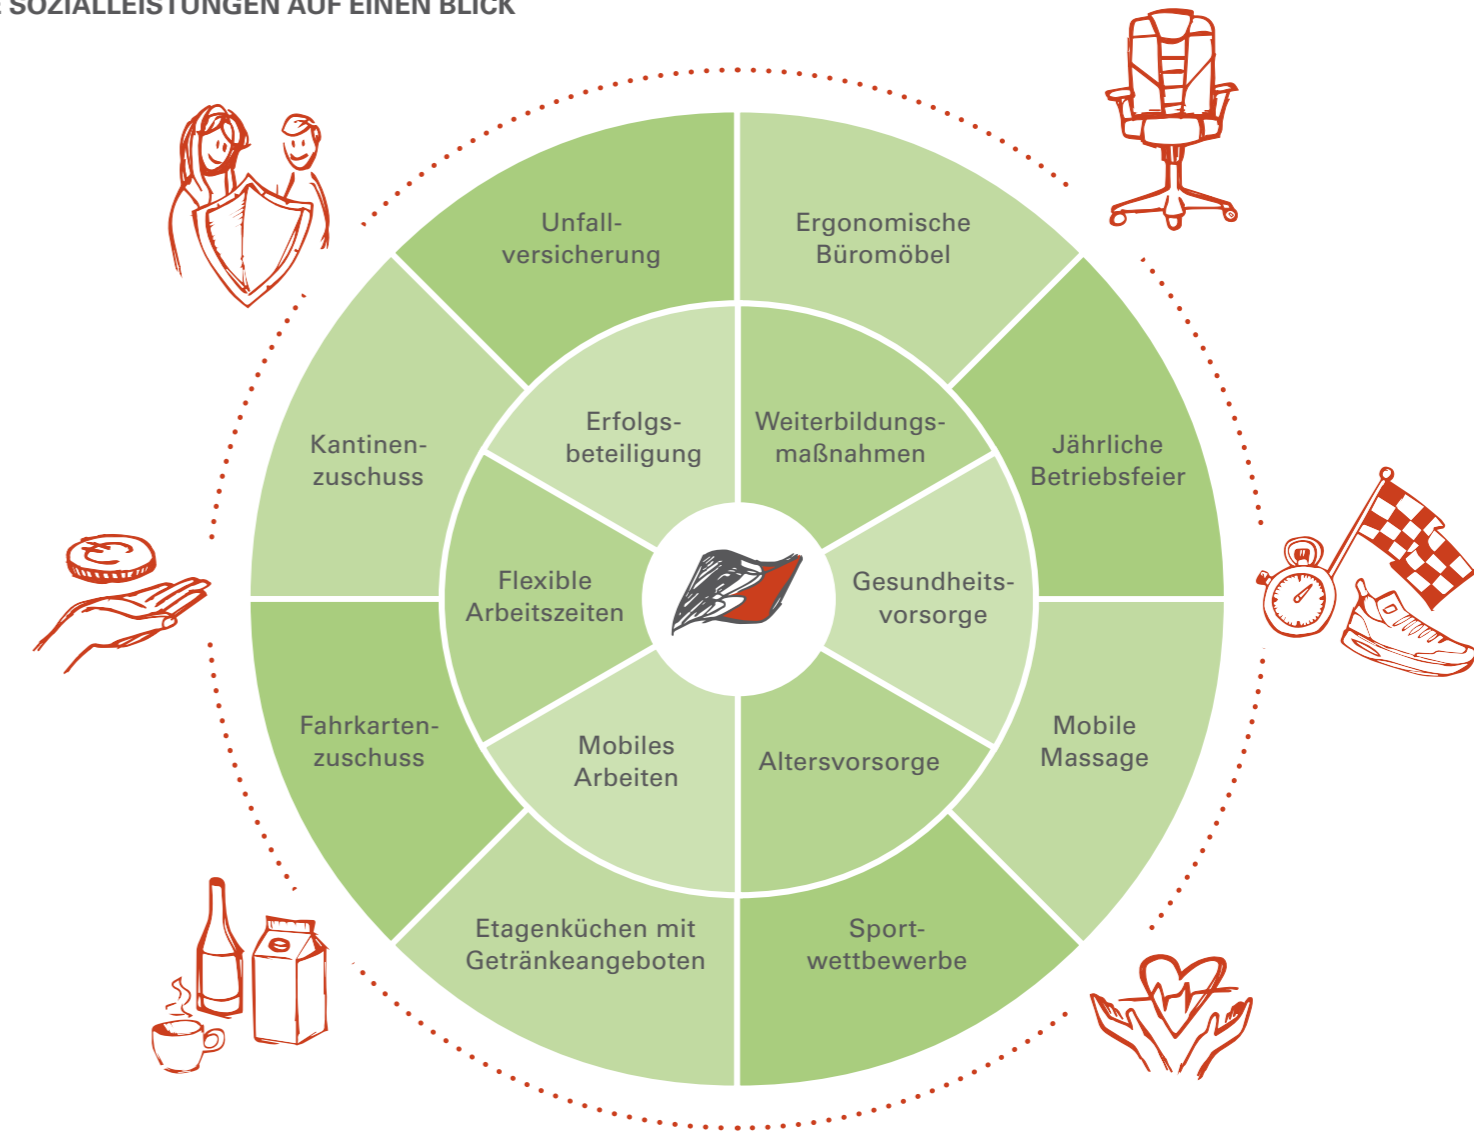 SOZIALLEISTUNGEN AUF EINEN BLICK
Unfall-
versicherung
Ergonomische
Büromöbel
Kantinen-
zuschuss
Erfolgs-
beteiligung
Weiterbildungs-
maßnahmen
Jährliche
Betriebsfeier
Flexible
Arbeitszeiten
Gesundheits-
vorsorge
Fahrkarten-
zuschuss
Mobiles
Arbeiten
Altersvorsorge
Mobile
Massage
Etagenküchen mit
Getränkeangeboten
Sport-
wettbewerbe